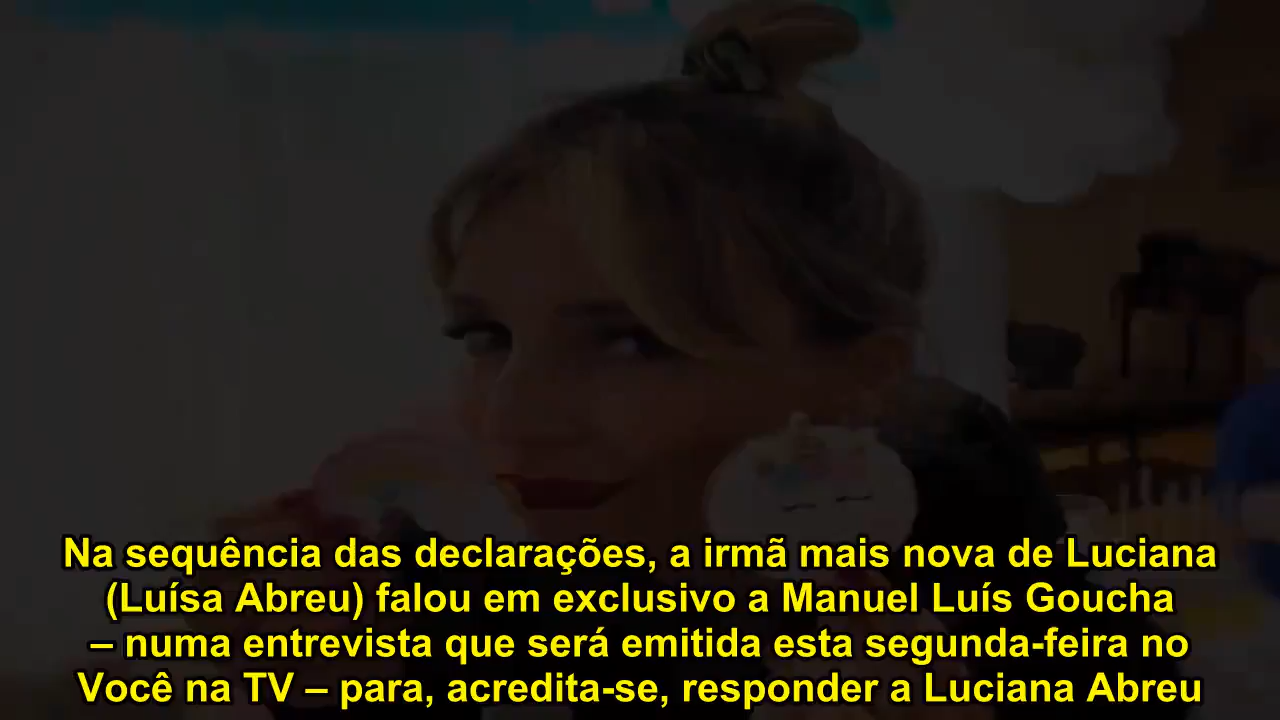 Na sequência das declarações, a irmã mais nova de Luciana
(Luísa Abreu) falou em exclusivo a Manuel Luís Goucha
– numa entrevista que será emitida esta segunda-feira no
Você na TV – para, acredita-se, responder a Luciana Abreu